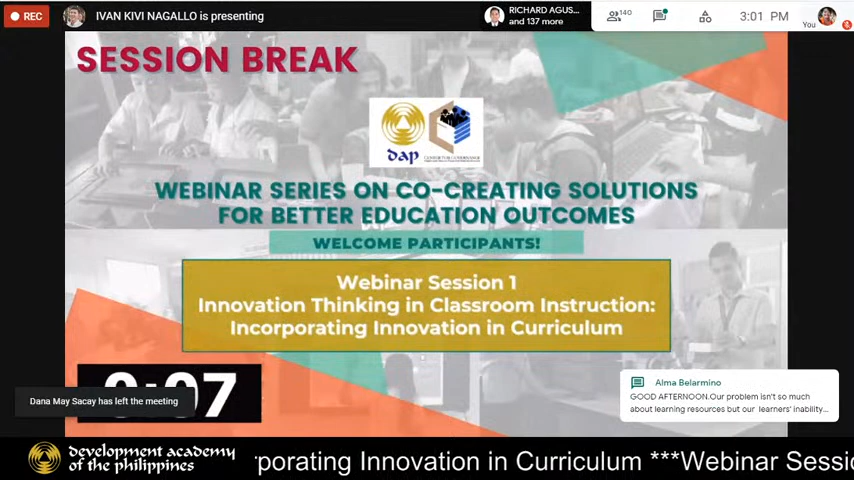 REC
IVAN KIVI NAGALLO is presenting
RICHARD AGUS...
and 137 more
140
3:01 PM
You
SESSION BREAK
dap
WEBINAR SERIES ON CO-CREATING SOLUTIONS
FOR BETTER EDUCATION OUTCOMES
WELCOME PARTICIPANTS!
Webinar Session 1
Innovation Thinking in Classroom Instruction:
Incorporating Innovation in Curriculum
Dana May Sacay has left the meeting
Alma Belarmino
GOOD AFTERNOON.Our problem isn't so much
about learning resources but our learners' inability...
development academy
of the philippines
porating Innovation in Curriculum ***Webinar Sessi